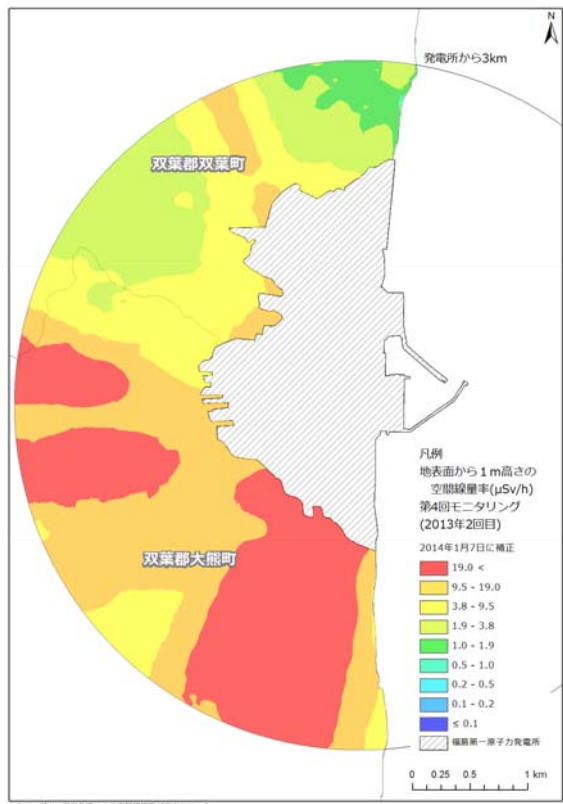 N
発電所から3km
双葉郡双葉町
凡例
地表面から1m高さの
空間線量率(μSv/h)
第4回モニタリング
(2013年2回目)
2014年1月7日に補正
19.0 <
9.5 - 19.0
3.8 - 9.5
1.9 - 3.8
1.0 - 1.9
0.5 - 1.0
0.2 - 0.5
0.1 - 0.2
≤ 0.1
福島第一原子力発電所
双葉郡大熊町
0 0.25 0.5 1 km